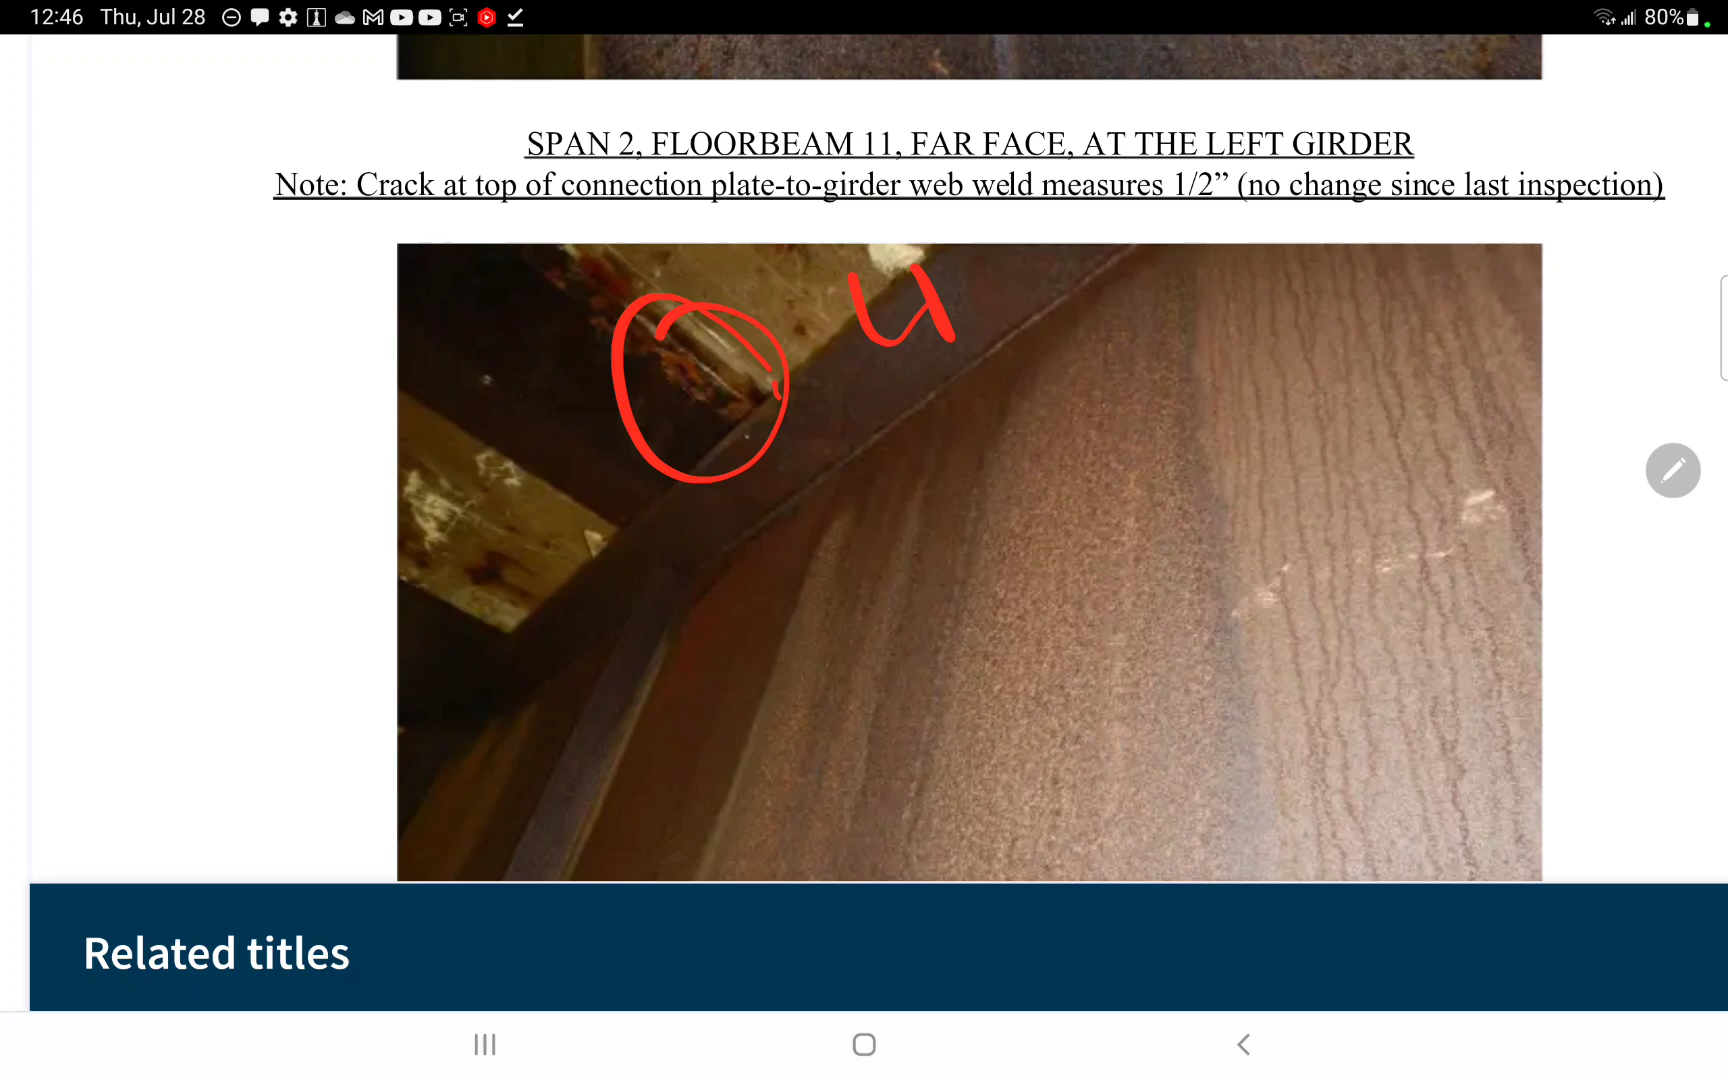 12:46 Thu, Jul 28
80%
SPAN 2, FLOORBEAM 11, FAR FACE, AT THE LEFT GIRDER
Note: Crack at top of connection plate-to-girder web weld measures 1/2” (no change since last inspection)
Related titles